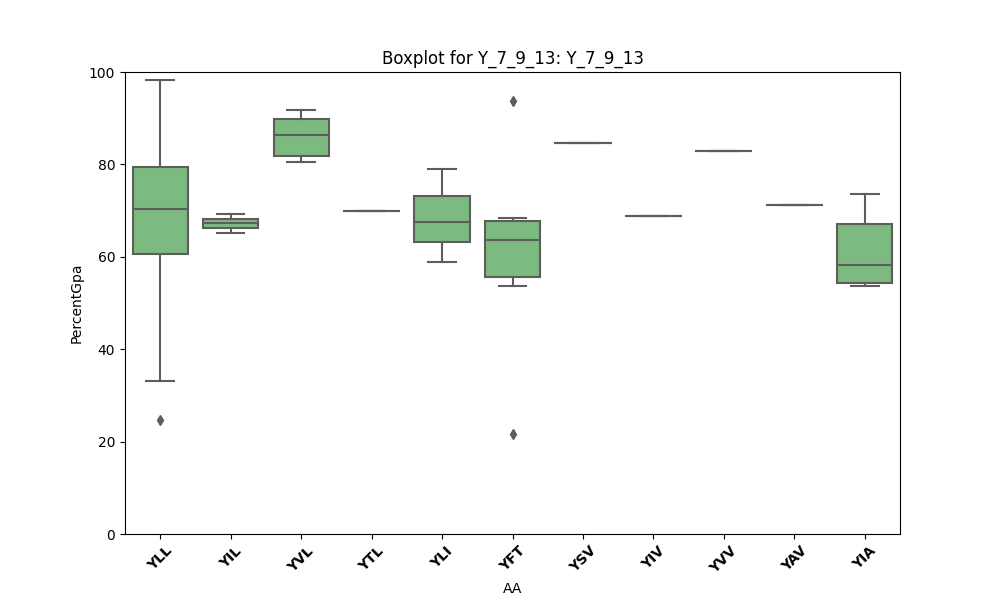 Boxplot for Y_7_9_13: Y_7_9_13
100
80
60
40
20
0
PercentGpa
YLL YIL YVL YTL YLI YFT YSV YIV YVV YAV YIA
AA